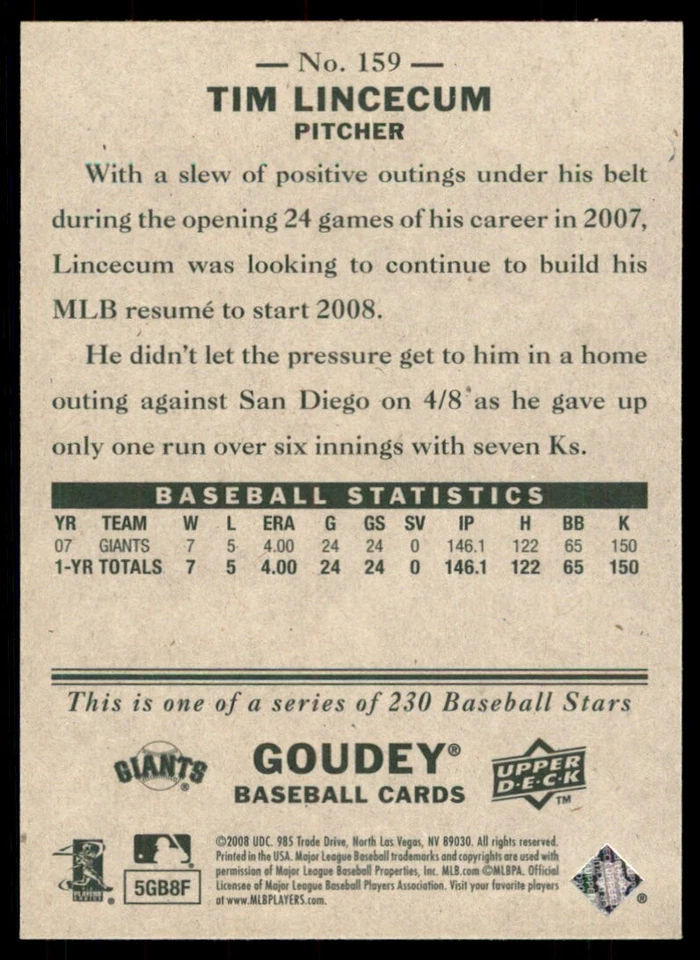 — No. 159 —
TIM LINCECUM
PITCHER
With a slew of positive outings under his belt
during the opening 24 games of his career in 2007,
Lincecum was looking to continue to build his
MLB resumé to start 2008.
He didn't let the pressure get to him in a home
outing against San Diego on 4/8 as he gave up
only one run over six innings with seven Ks.
BASEBALL STATISTICS
YR TEAM W L ERA G GS SV IP H BB K
07 GIANTS 7 5 4.00 24 24 0 146.1 122 65 150
1-YR TOTALS 7 5 4.00 24 24 0 146.1 122 65 150
This is one of a series of 230 Baseball Stars
GIANTS
GOUDEY®
BASEBALL CARDS
UPPER
D·E·C·K
TM
5GB8F
©2008 UDC. 985 Trade Drive, North Las Vegas, NV 89030. All rights reserved.
Printed in the USA. Major League Baseball trademarks and copyrights are used with
permission of Major League Baseball Properties, Inc. MLB.com ©MLBPA. Official
Licensee of Major League Baseball Players Association. Visit your favorite players
at www.MLBPLAYERS.com.